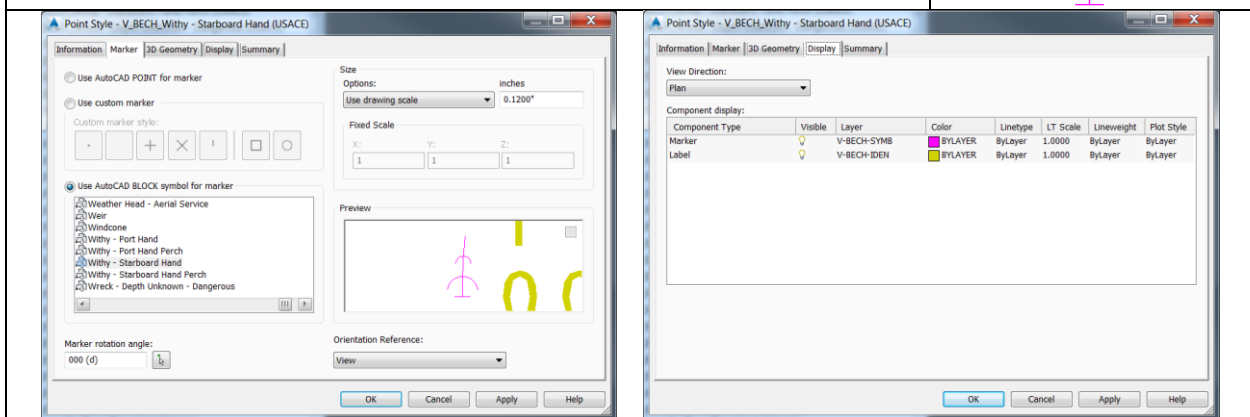 Point Style - V_BECH_Withy - Starboard Hand (USACE)
Information Marker 3D Geometry Display Summary
Use AutoCAD POINT for marker
Use custom marker
Custom marker style:
Use AutoCAD BLOCK symbol for marker
Weather Head - Aerial Service
Weir
Windcone
Withy - Port Hand
Withy - Port Hand Perch
Withy - Starboard Hand
Withy - Starboard Hand Perch
Wreck - Depth Unknown - Dangerous
Marker rotation angle:
000 (d)
Size
Options: inches
Use drawing scale 0.1200"
Fixed Scale
X: Y: Z:
1 1 1
Preview
Orientation Reference:
View
OK Cancel Apply Help
Point Style - V_BECH_Withy - Starboard Hand (USACE)
Information Marker 3D Geometry Display Summary
View Direction:
Plan
Component display:
Component Type Visible Layer Color Linetype LT Scale Lineweight Plot Style
Marker V-BECH-SYMB BYLAYER ByLayer 1.0000 ByLayer ByLayer
Label V-BECH-IDEN BYLAYER ByLayer 1.0000 ByLayer ByLayer
OK Cancel Apply Help